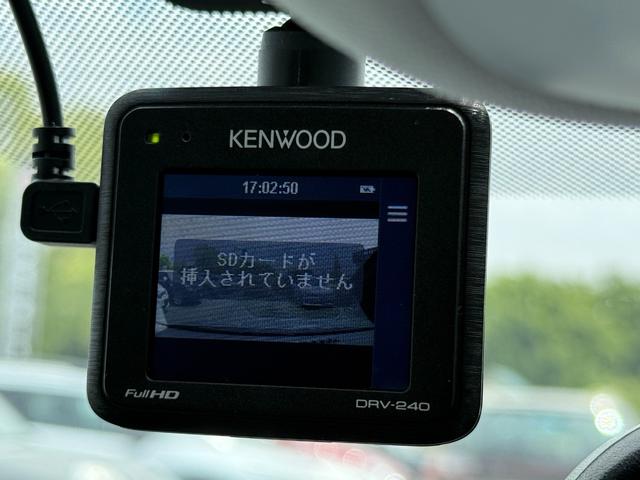 KENWOOD
17:02:50
SDカードが
挿入されていません
Full HD
DRV-240